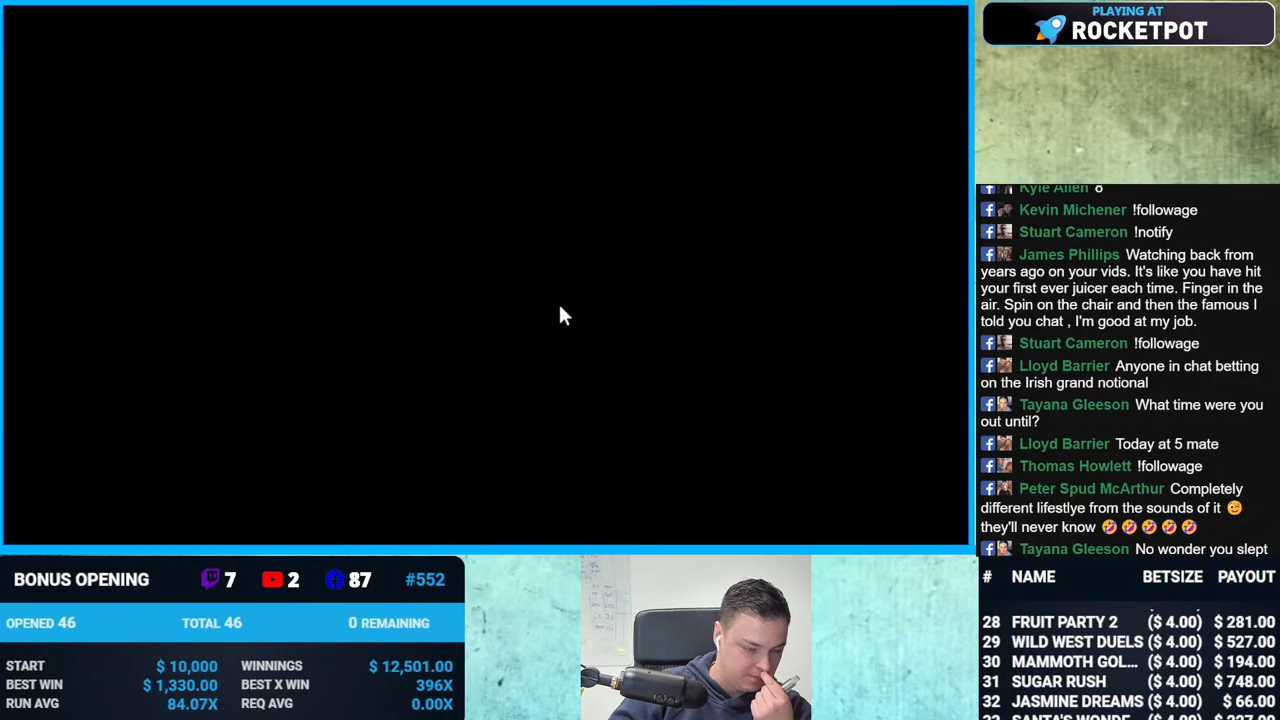 PLAYING AT
ROCKETPOT
Kyle Allen 8
Kevin Michener !followage
Stuart Cameron !notify
James Phillips Watching back from
years ago on your vids. It's like you have hit
your first ever juicer each time. Finger in the
air. Spin on the chair and then the famous I
told you chat , I'm good at my job.
Stuart Cameron !followage
Lloyd Barrier Anyone in chat betting
on the Irish grand notional
Tayana Gleeson What time were you
out until?
Lloyd Barrier Today at 5 mate
Thomas Howlett !followage
Peter Spud McArthur Completely
different lifestlye from the sounds of it 😊
they'll never know 🤣🤣🤣🤣🤣
Tayana Gleeson No wonder you slept
BONUS OPENING 7 2 87 #552
OPENED 46 TOTAL 46 0 REMAINING
START $ 10,000 WINNINGS $ 12,501.00
BEST WIN $ 1,330.00 BEST X WIN 396X
RUN AVG 84.07X REQ AVG 0.00X
# NAME BETSIZE PAYOUT
28 FRUIT PARTY 2 ($ 4.00) $ 281.00
29 WILD WEST DUELS ($ 4.00) $ 527.00
30 MAMMOTH GOL... ($ 4.00) $ 194.00
31 SUGAR RUSH ($ 4.00) $ 748.00
32 JASMINE DREAMS ($ 4.00) $ 66.00